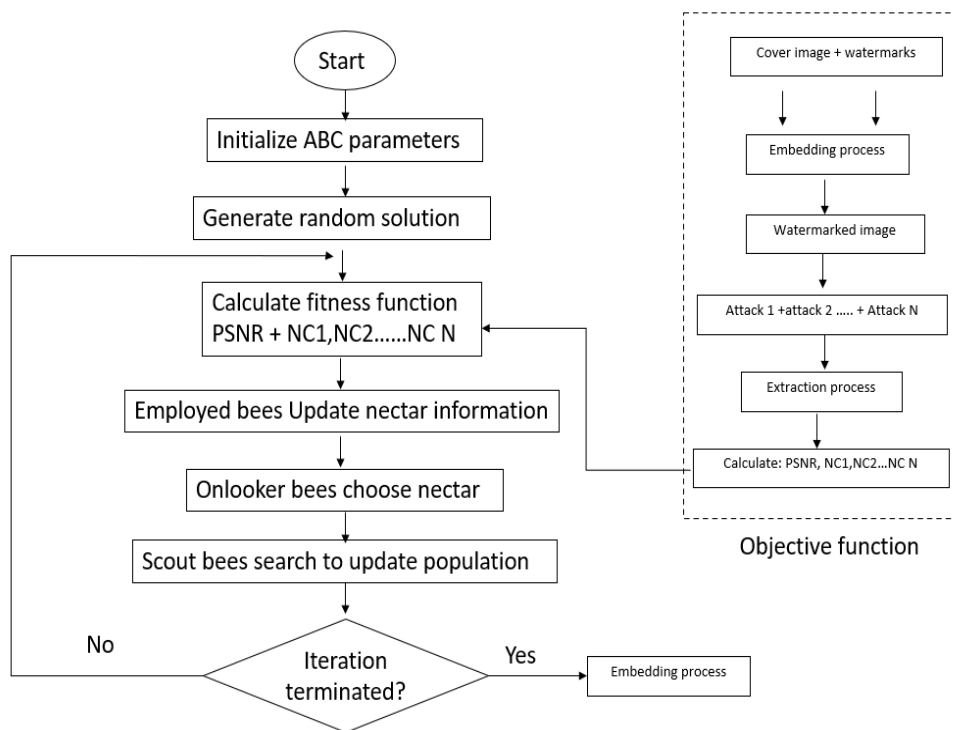 Start
Initialize ABC parameters
Generate random solution
Calculate fitness function
PSNR + NC1,NC2......NC N
Employed bees Update nectar information
Onlooker bees choose nectar
Scout bees search to update population
Iteration
terminated?
No
Yes
Embedding process
Cover image + watermarks
Embedding process
Watermarked image
Attack 1 +attack 2 ..... + Attack N
Extraction process
Calculate: PSNR, NC1,NC2...NC N
Objective function